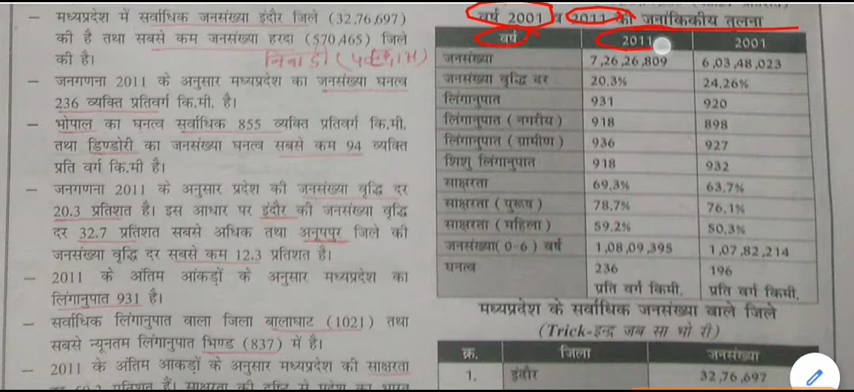 — मध्यप्रदेश में सर्वाधिक जनसंख्या इंदौर जिले (32,76,697)
की है तथा सबसे कम जनसंख्या हरदा (570,465) जिले
की है।
— जनगणना 2011 के अनुसार मध्यप्रदेश का जनसंख्या घनत्व
236 व्यक्ति प्रतिवर्ग कि.मी. है।
— भोपाल का घनत्व सर्वाधिक 855 व्यक्ति प्रतिवर्ग कि.मी.
तथा डिण्डोरी का जनसंख्या घनत्व सबसे कम 94 व्यक्ति
प्रति वर्ग कि.मी है।
— जनगणना 2011 के अनुसार प्रदेश की जनसंख्या वृद्धि दर
20.3 प्रतिशत है। इस आधार पर इंदौर की जनसंख्या वृद्धि
दर 32.7 प्रतिशत सबसे अधिक तथा अनूपपुर जिले की
जनसंख्या वृद्धि दर सबसे कम 12.3 प्रतिशत है।
— 2011 के अंतिम आंकड़ों के अनुसार मध्यप्रदेश का
लिंगानुपात 931 है।
— सर्वाधिक लिंगानुपात वाला जिला बालाघाट (1021) तथा
सबसे न्यूनतम लिंगानुपात भिण्ड (837) में है।
— 2011 के अंतिम आकड़ों के अनुसार मध्यप्रदेश की साक्षरता
वर्ष 2001 व 2011 की जनांकिकीय तुलना
वर्ष 2011 2001
जनसंख्या 7,26,26,809 6,03,48,023
जनसंख्या वृद्धि दर 20.3% 24.26%
लिंगानुपात 931 920
लिंगानुपात (नगरीय) 918 898
लिंगानुपात (ग्रामीण) 936 927
शिशु लिंगानुपात 918 932
साक्षरता 69.3% 63.7%
साक्षरता (पुरूष) 78.7% 76.1%
साक्षरता (महिला) 59.2% 50.3%
जनसंख्या(0-6) वर्ष 1,08,09,395 1,07,82,214
घनत्व 236 196
प्रति वर्ग किमी. प्रति वर्ग किमी.
मध्यप्रदेश के सर्वाधिक जनसंख्या वाले जिले
(Trick-इन्द्र जब सा भो री)
क्र. जिला जनसंख्या
1. इंदौर 32,76,697